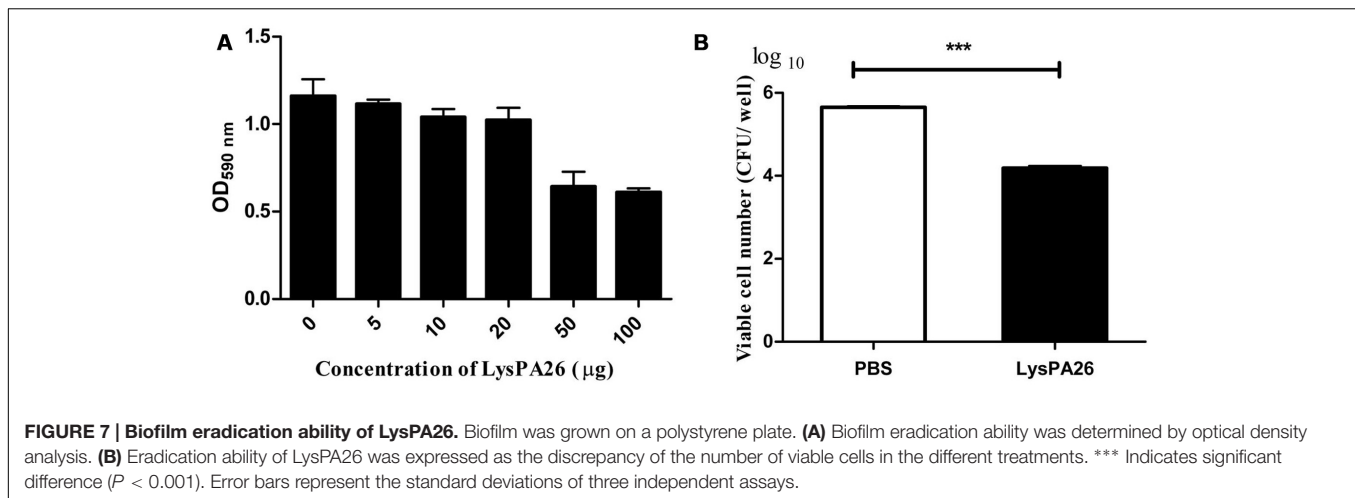 A
1.5
1.0
0.5
0.0
OD590 nm
0
5
10
20
50
100
Concentration of LysPA26 ( µg)
B
log 10
***
6
4
2
0
Viable cell number (CFU/ well)
PBS
LysPA26
FIGURE 7 | Biofilm eradication ability of LysPA26. Biofilm was grown on a polystyrene plate. (A) Biofilm eradication ability was determined by optical density
analysis. (B) Eradication ability of LysPA26 was expressed as the discrepancy of the number of viable cells in the different treatments. *** Indicates significant
difference (P < 0.001). Error bars represent the standard deviations of three independent assays.